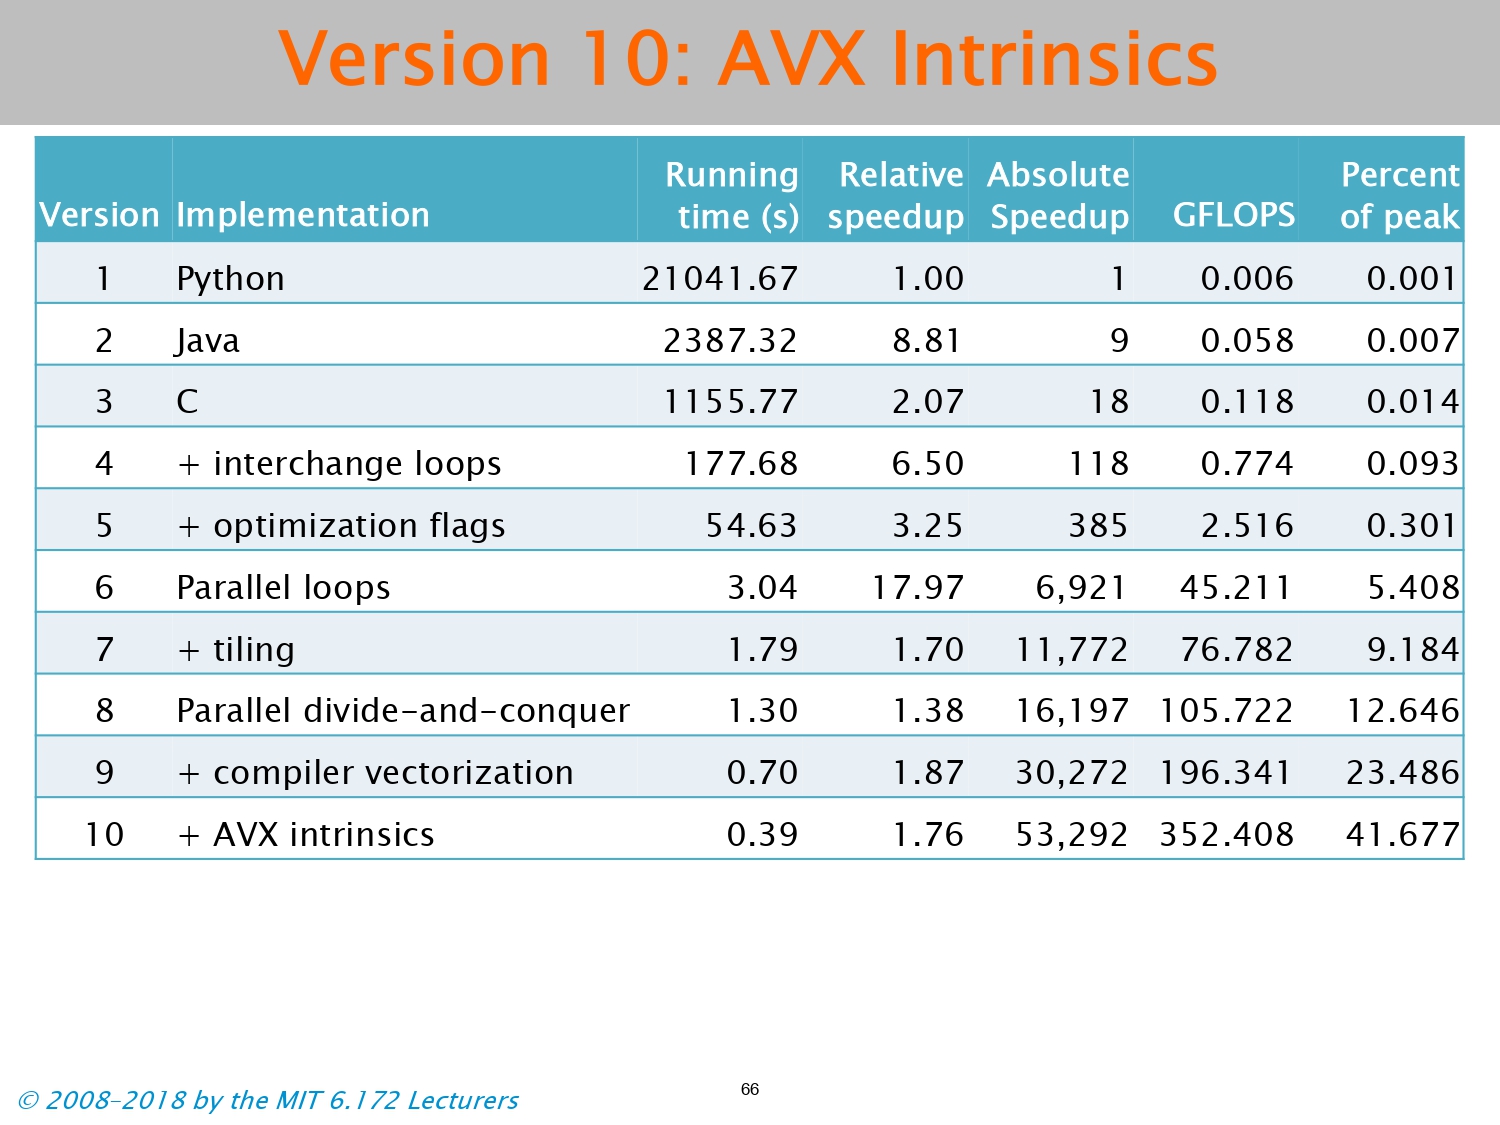 Version 10: AVX Intrinsics
Version Implementation Running time (s) Relative speedup Absolute Speedup GFLOPS Percent of peak
1 Python 21041.67 1.00 1 0.006 0.001
2 Java 2387.32 8.81 9 0.058 0.007
3 C 1155.77 2.07 18 0.118 0.014
4 + interchange loops 177.68 6.50 118 0.774 0.093
5 + optimization flags 54.63 3.25 385 2.516 0.301
6 Parallel loops 3.04 17.97 6,921 45.211 5.408
7 + tiling 1.79 1.70 11,772 76.782 9.184
8 Parallel divide-and-conquer 1.30 1.38 16,197 105.722 12.646
9 + compiler vectorization 0.70 1.87 30,272 196.341 23.486
10 + AVX intrinsics 0.39 1.76 53,292 352.408 41.677
© 2008–2018 by the MIT 6.172 Lecturers
66